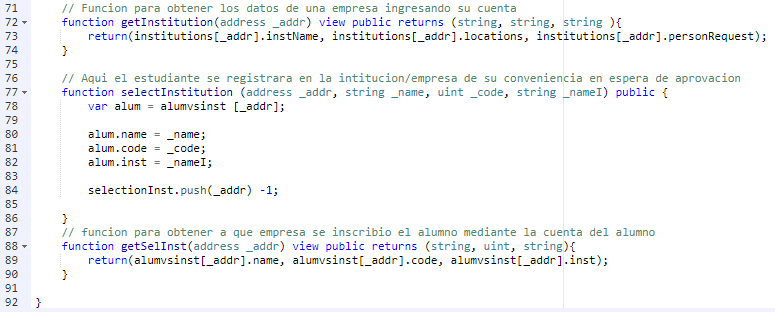 71 // Funcion para obtener los datos de una empresa ingresando su cuenta
72 function getInstitution(address _addr) view public returns (string, string, string ){
73 return(institutions[_addr].instName, institutions[_addr].locations, institutions[_addr].personRequest);
74 }
75
76 // Aqui el estudiante se registrara en la intitucion/empresa de su conveniencia en espera de aprovacion
77 function selectInstitution (address _addr, string _name, uint _code, string _nameI) public {
78 var alum = alumvsinst [_addr];
79
80 alum.name = _name;
81 alum.code = _code;
82 alum.inst = _nameI;
83
84 selectionInst.push(_addr) -1;
85
86 }
87 // funcion para obtener a que empresa se inscribio el alumno mediante la cuenta del alumno
88 function getSelInst(address _addr) view public returns (string, uint, string){
89 return(alumvsinst[_addr].name, alumvsinst[_addr].code, alumvsinst[_addr].inst);
90 }
91
92 }